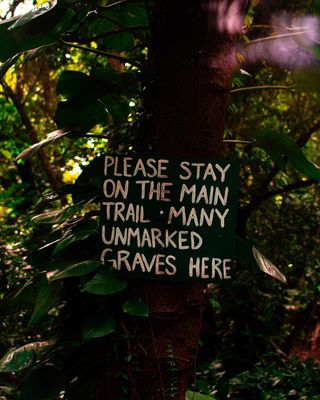 PLEASE STAY
ON THE MAIN
TRAIL · MANY
UNMARKED
GRAVES HERE